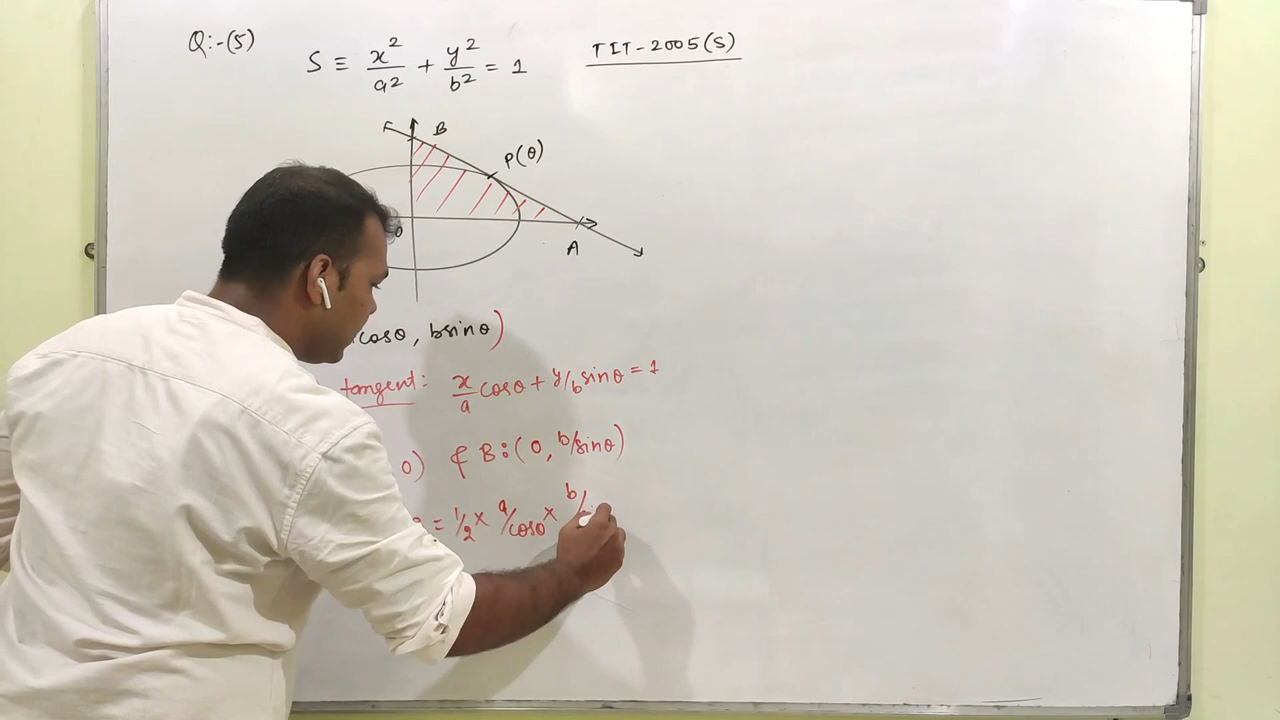 Q:-(5)
S ≡ x²/a² + y²/b² = 1
IIT-2005(S)
B
P(θ)
O
A
cosθ, bsinθ)
tangent: x/a cosθ + y/b sinθ = 1
0) & B:(0, b/sinθ)
= 1/2 × a/cosθ × b/